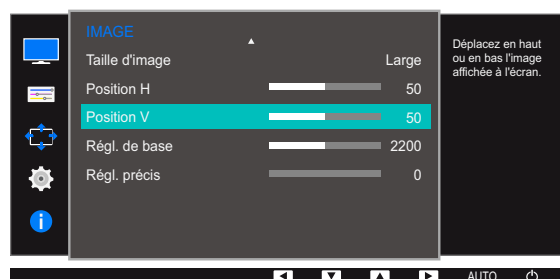 IMAGE
Taille d'image Large
Position H 50
Position V 50
Régl. de base 2200
Régl. précis 0
Déplacez en haut
ou en bas l'image
affichée à l'écran.
AUTO